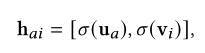 h_{ai} = [σ(u_a), σ(v_i)],